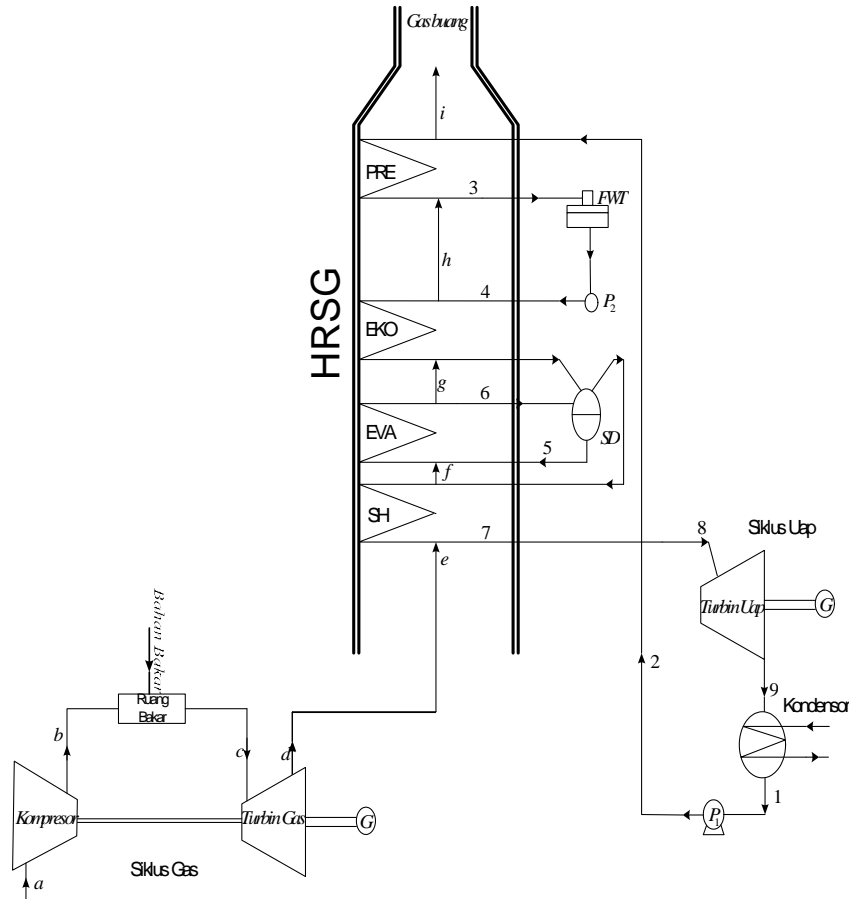 Gas buang
i
PRE
3
FWT
h
HRSG
4
P2
EKO
g
6
EVA
5
SD
f
SH
7
8
Siklus Uap
e
Turbin Uap
G
Bahan Bakar
2
9
Ruang
Bakar
Kondensor
b
c
d
1
Kompresor
Turbin Gas
G
P1
Siklus Gas
a